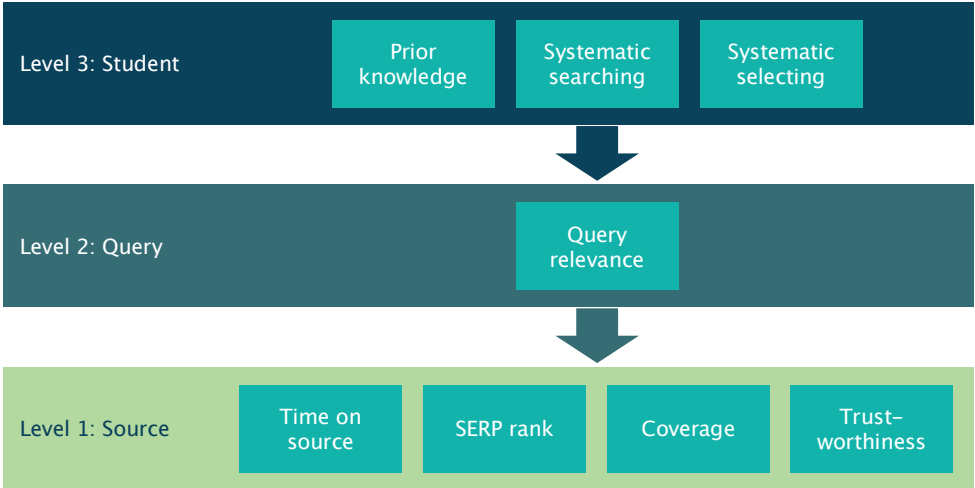 Level 3: Student
Prior
knowledge
Systematic
searching
Systematic
selecting
Level 2: Query
Query
relevance
Level 1: Source
Time on
source
SERP rank
Coverage
Trust-
worthiness